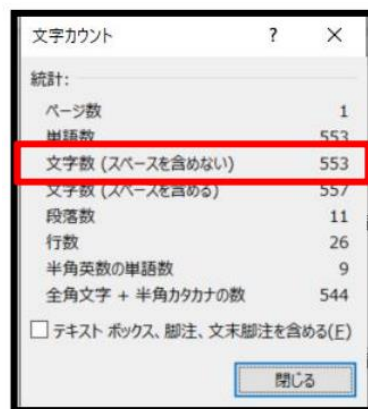 文字カウント ? ×
統計:
ページ数 1
単語数 553
文字数 (スペースを含めない) 553
文字数 (スペースを含める) 557
段落数 11
行数 26
半角英数の単語数 9
全角文字 + 半角カタカナの数 544
テキスト ボックス、脚注、文末脚注を含める(F)
閉じる